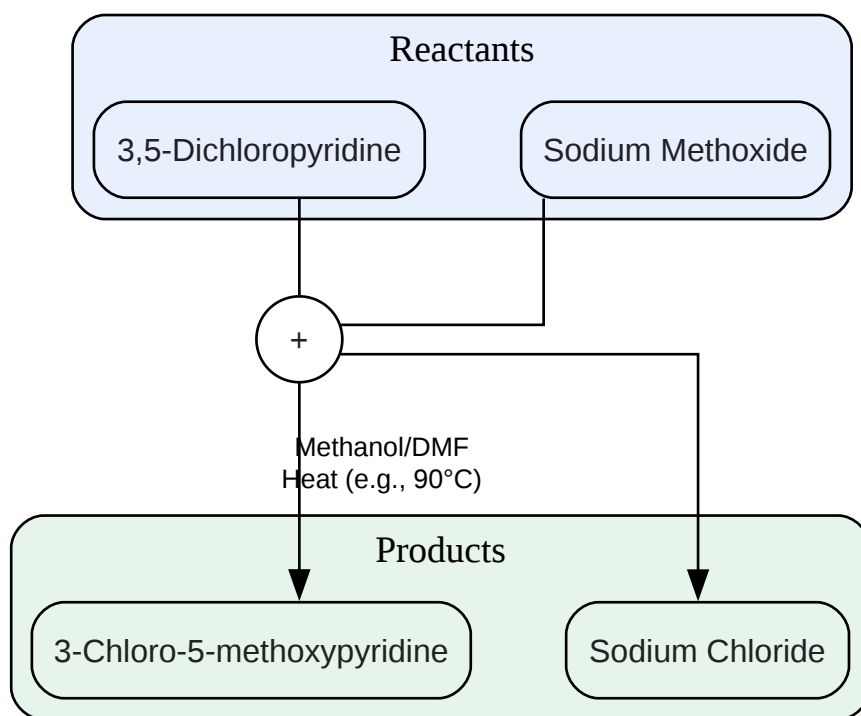 Reactants
3,5-Dichloropyridine
Sodium Methoxide
+
Methanol/DMF
Heat (e.g., 90°C)
Products
3-Chloro-5-methoxypyridine
Sodium Chloride